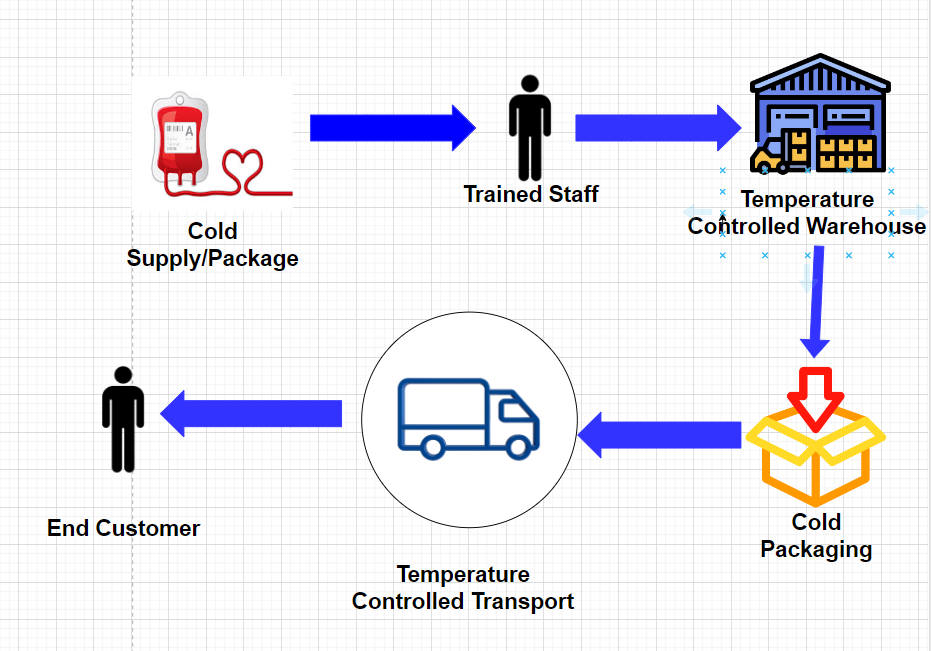 A
Trained Staff
Temperature
Controlled Warehouse
Cold
Supply/Package
Cold
Packaging
Temperature
Controlled Transport
End Customer